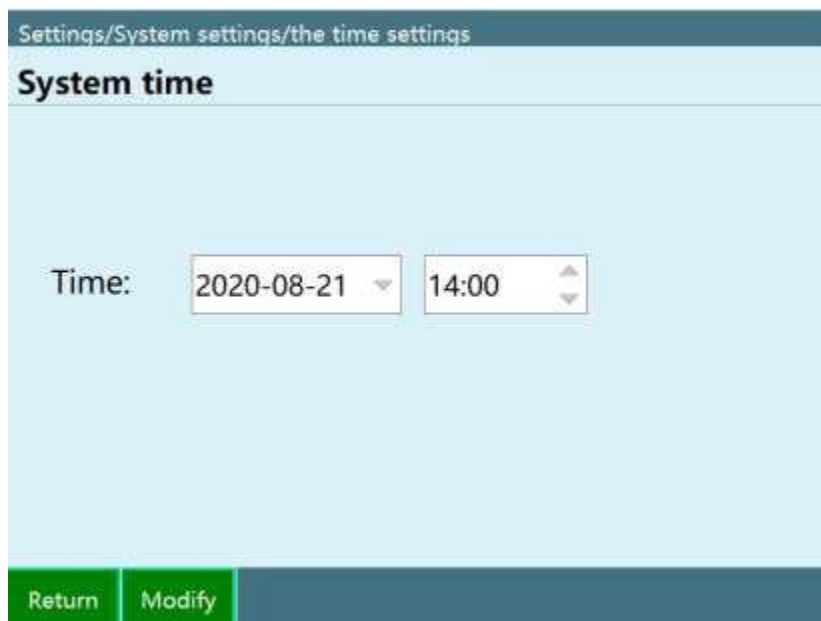 Settings/System settings/the time settings
System time
Time: 2020-08-21 14:00
Return Modify